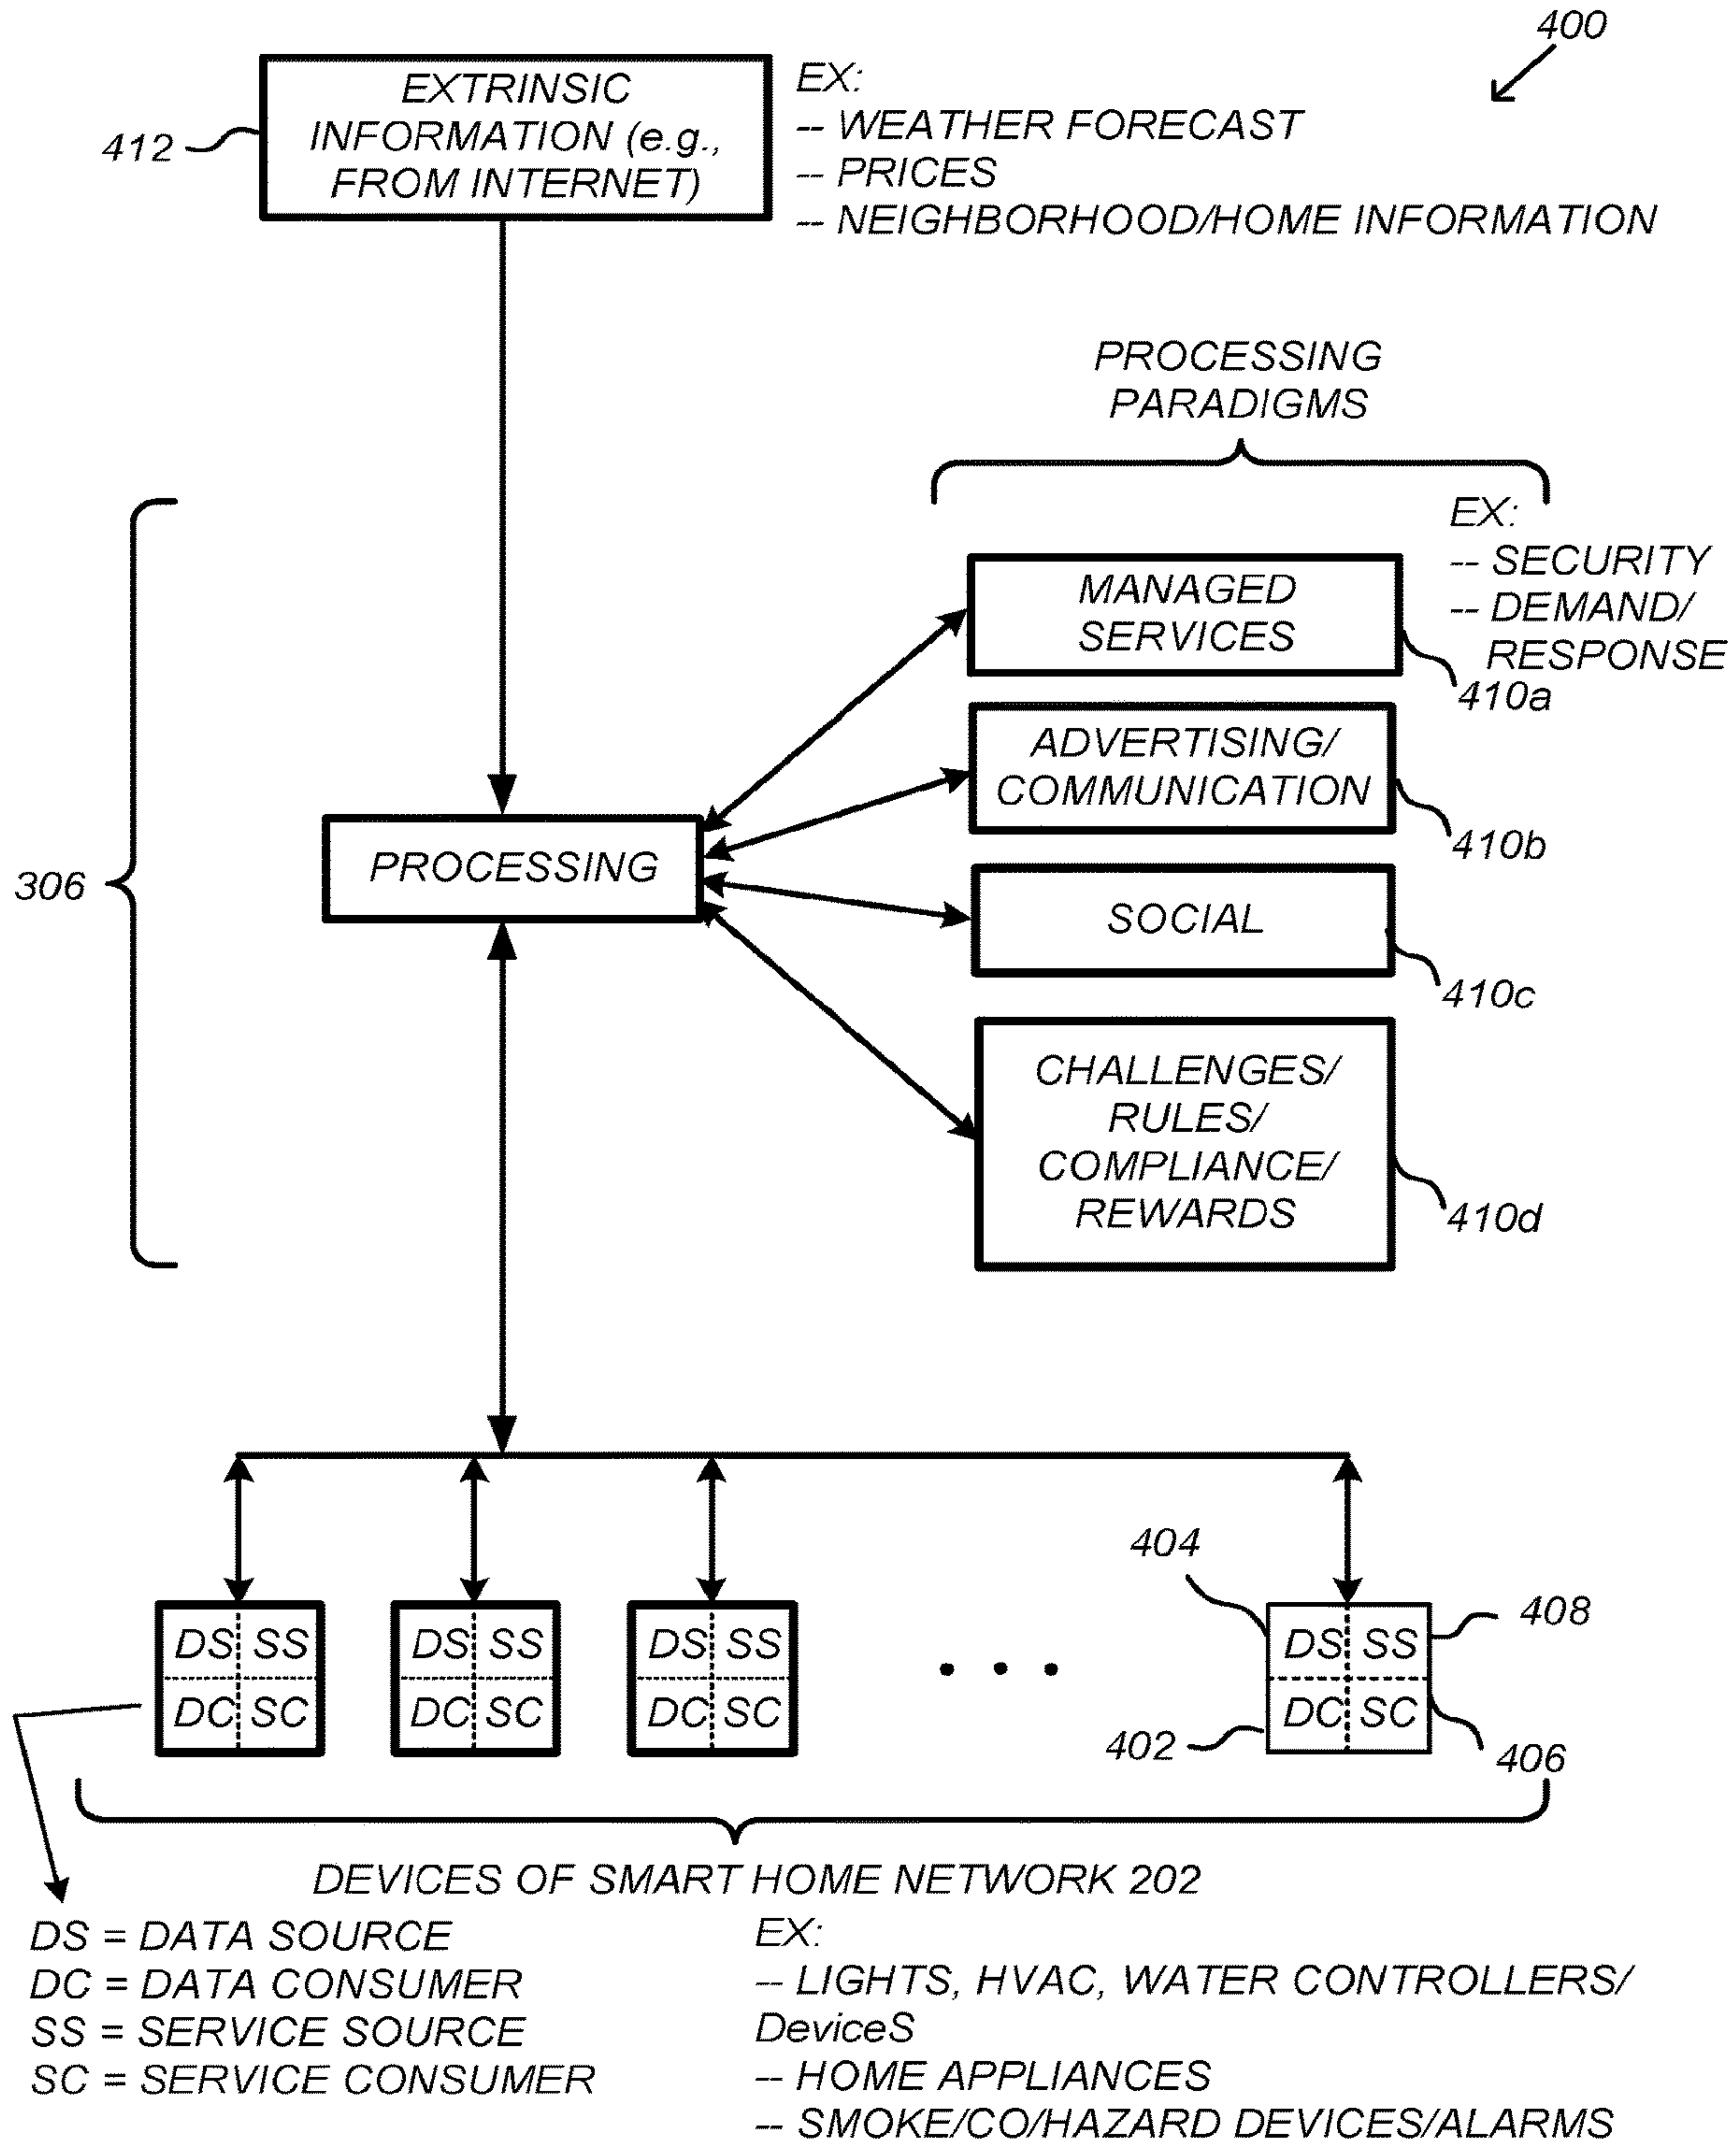 400
EXTRINSIC
INFORMATION (e.g.,
FROM INTERNET)
412
EX:
-- WEATHER FORECAST
-- PRICES
-- NEIGHBORHOOD/HOME INFORMATION
PROCESSING
PARADIGMS
EX:
-- SECURITY
-- DEMAND/
RESPONSE
MANAGED
SERVICES
410a
ADVERTISING/
COMMUNICATION
410b
306
PROCESSING
SOCIAL
410c
CHALLENGES/
RULES/
COMPLIANCE/
REWARDS
410d
404
408
DS SS
DC SC
DS SS
DC SC
DS SS
DC SC
DS SS
DC SC
402
406
DEVICES OF SMART HOME NETWORK 202
DS = DATA SOURCE
DC = DATA CONSUMER
SS = SERVICE SOURCE
SC = SERVICE CONSUMER
EX:
-- LIGHTS, HVAC, WATER CONTROLLERS/
DeviceS
-- HOME APPLIANCES
-- SMOKE/CO/HAZARD DEVICES/ALARMS